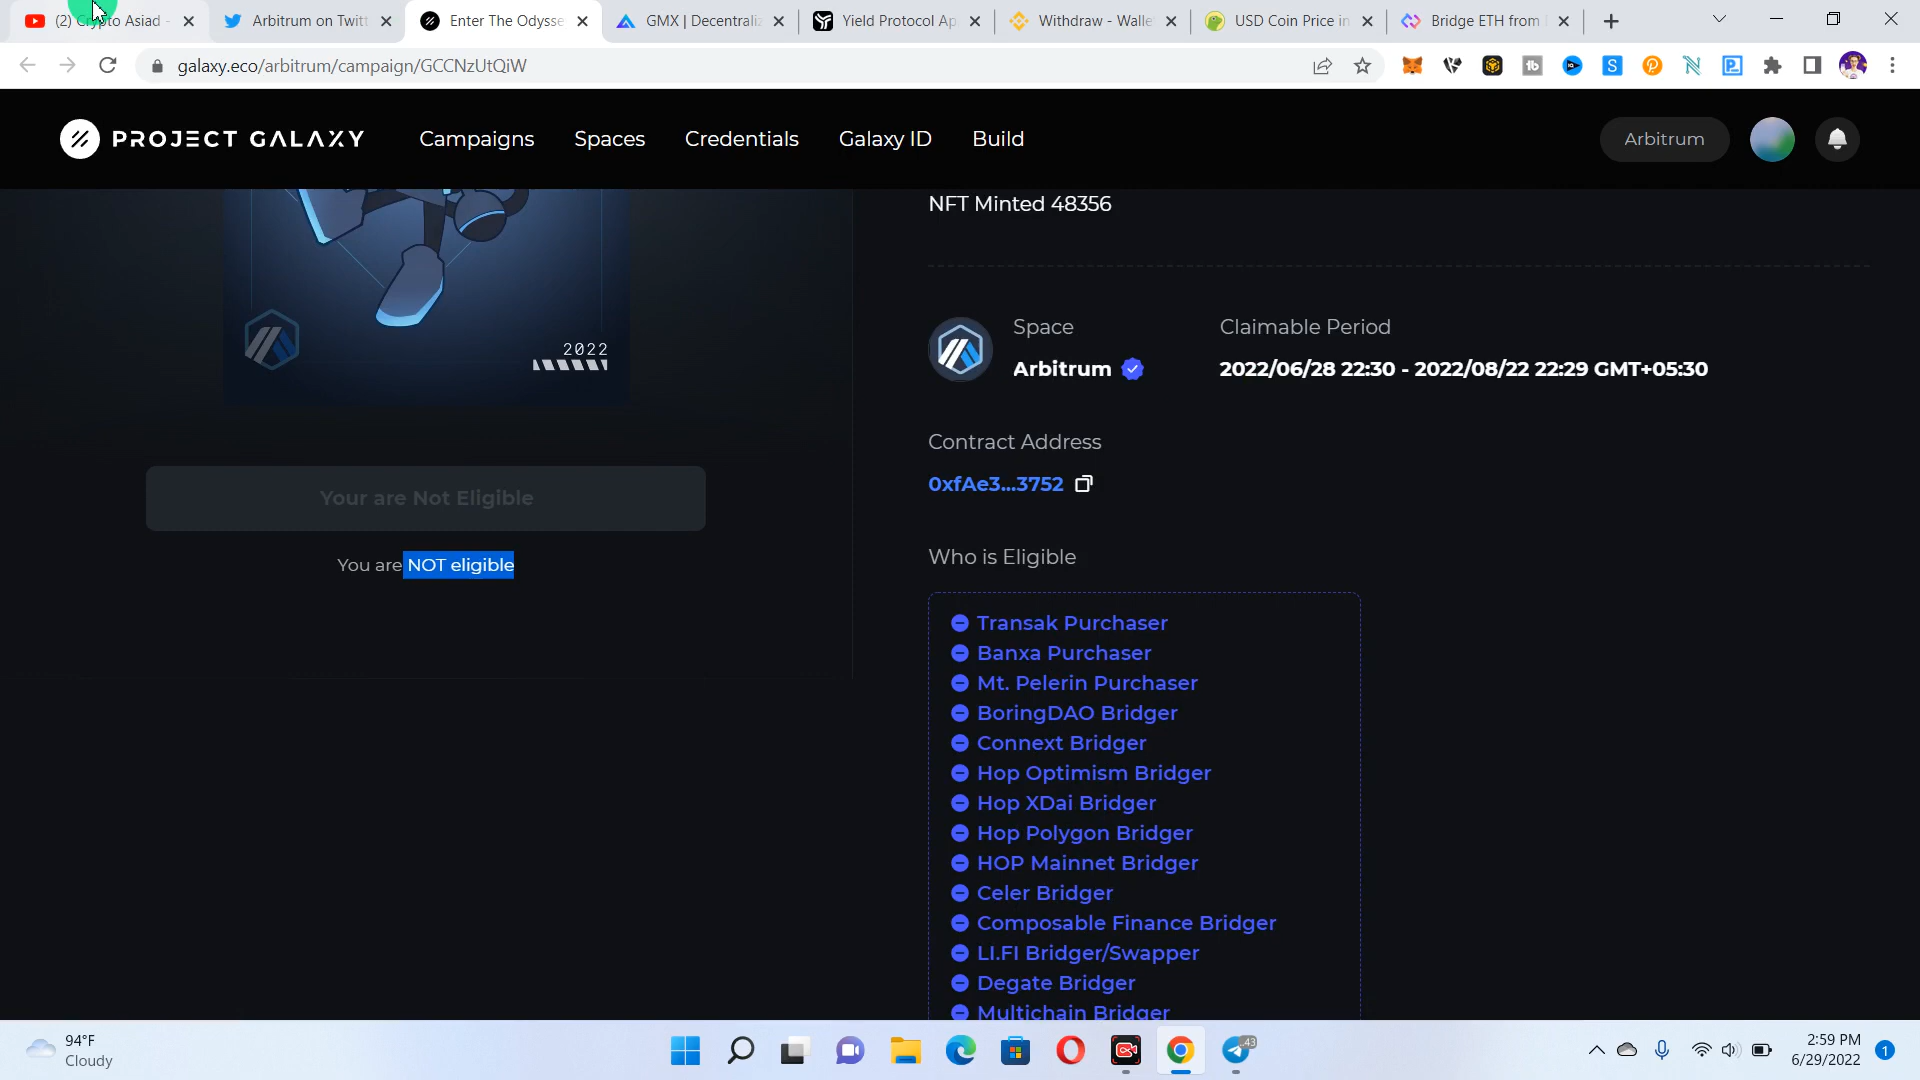 (2) Crypto Asiad -
Arbitrum on Twitt
Enter The Odysse
GMX | Decentraliz
Yield Protocol Ap
Withdraw - Walle
USD Coin Price in
Bridge ETH from
galaxy.eco/arbitrum/campaign/GCCNzUtQiW
PROJECT GALAXY
Campaigns
Spaces
Credentials
Galaxy ID
Build
Arbitrum
NFT Minted 48356
2022
Space
Arbitrum
Claimable Period
2022/06/28 22:30 - 2022/08/22 22:29 GMT+05:30
Contract Address
0xfAe3...3752
Your are Not Eligible
You are NOT eligible
Who is Eligible
Transak Purchaser
Banxa Purchaser
Mt. Pelerin Purchaser
BoringDAO Bridger
Connext Bridger
Hop Optimism Bridger
Hop XDai Bridger
Hop Polygon Bridger
HOP Mainnet Bridger
Celer Bridger
Composable Finance Bridger
LI.FI Bridger/Swapper
Degate Bridger
Multichain Bridger
94°F
Cloudy
43
2:59 PM
6/29/2022
1